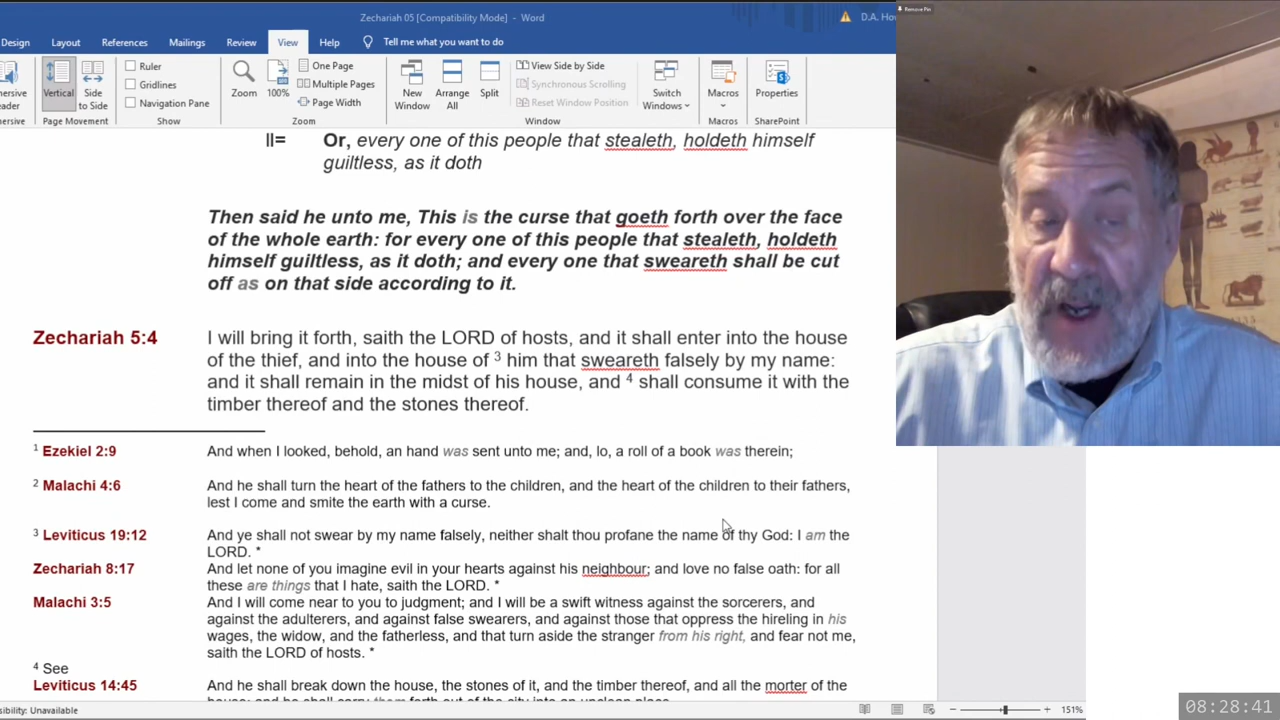 Zechariah 05 [Compatibility Mode] - Word
D.A. Ho
Remove Pin
Design Layout References Mailings Review View Help Tell me what you want to do
Vertical
Side to Side
Page Movement
Ruler
Gridlines
Navigation Pane
Show
Zoom
100%
One Page
Multiple Pages
Page Width
Zoom
New Window
Arrange All
Split
View Side by Side
Synchronous Scrolling
Reset Window Position
Window
Switch Windows
Macros
Macros
Properties
SharePoint
||= Or, every one of this people that stealeth, holdeth himself
guiltless, as it doth
Then said he unto me, This is the curse that goeth forth over the face
of the whole earth: for every one of this people that stealeth, holdeth
himself guiltless, as it doth; and every one that sweareth shall be cut
off as on that side according to it.
Zechariah 5:4 I will bring it forth, saith the LORD of hosts, and it shall enter into the house
of the thief, and into the house of 3 him that sweareth falsely by my name:
and it shall remain in the midst of his house, and 4 shall consume it with the
timber thereof and the stones thereof.
1 Ezekiel 2:9 And when I looked, behold, an hand was sent unto me; and, lo, a roll of a book was therein;
2 Malachi 4:6 And he shall turn the heart of the fathers to the children, and the heart of the children to their fathers,
lest I come and smite the earth with a curse.
3 Leviticus 19:12 And ye shall not swear by my name falsely, neither shalt thou profane the name of thy God: I am the
LORD. *
Zechariah 8:17 And let none of you imagine evil in your hearts against his neighbour; and love no false oath: for all
these are things that I hate, saith the LORD. *
Malachi 3:5 And I will come near to you to judgment; and I will be a swift witness against the sorcerers, and
against the adulterers, and against false swearers, and against those that oppress the hireling in his
wages, the widow, and the fatherless, and that turn aside the stranger from his right, and fear not me,
saith the LORD of hosts. *
4 See
Leviticus 14:45 And he shall break down the house, the stones of it, and the timber thereof, and all the morter of the
house; and he shall carry them forth out of the city into an unclean place.
sibility: Unavailable
151%
08:28:41